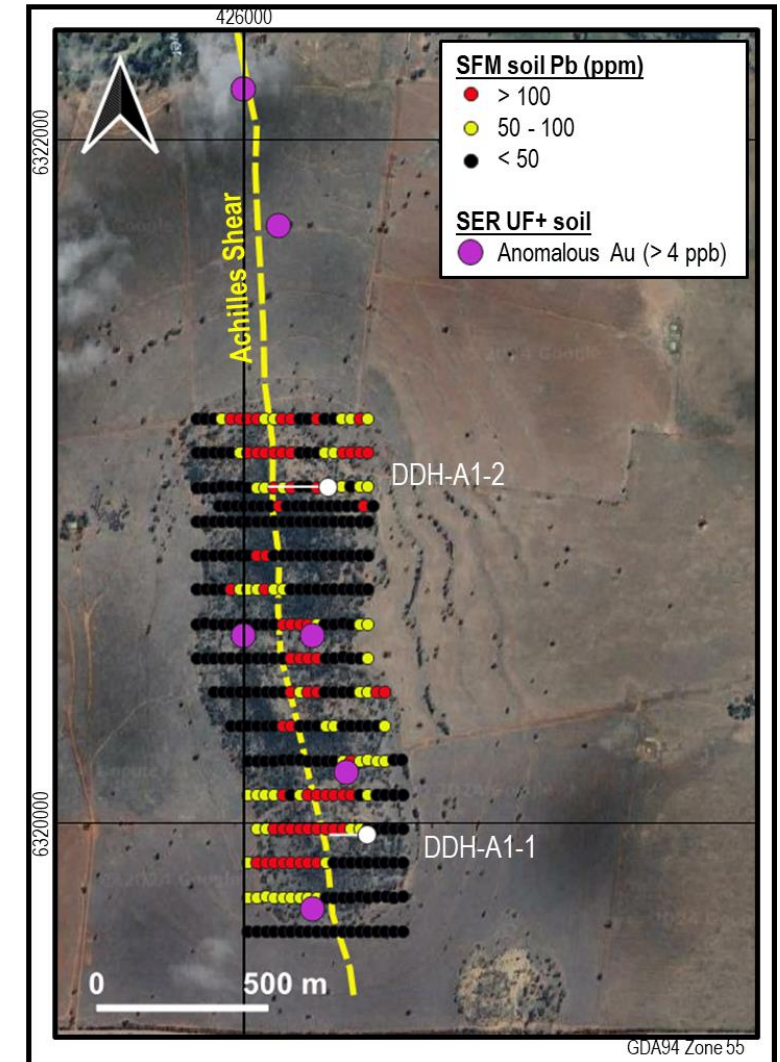 426000
SFM soil Pb (ppm)
> 100
50 - 100
< 50
SER UF+ soil
Anomalous Au (> 4 ppb)
6322000
Achilles Shear
DDH-A1-2
6320000
DDH-A1-1
0 500 m
GDA94 Zone 55